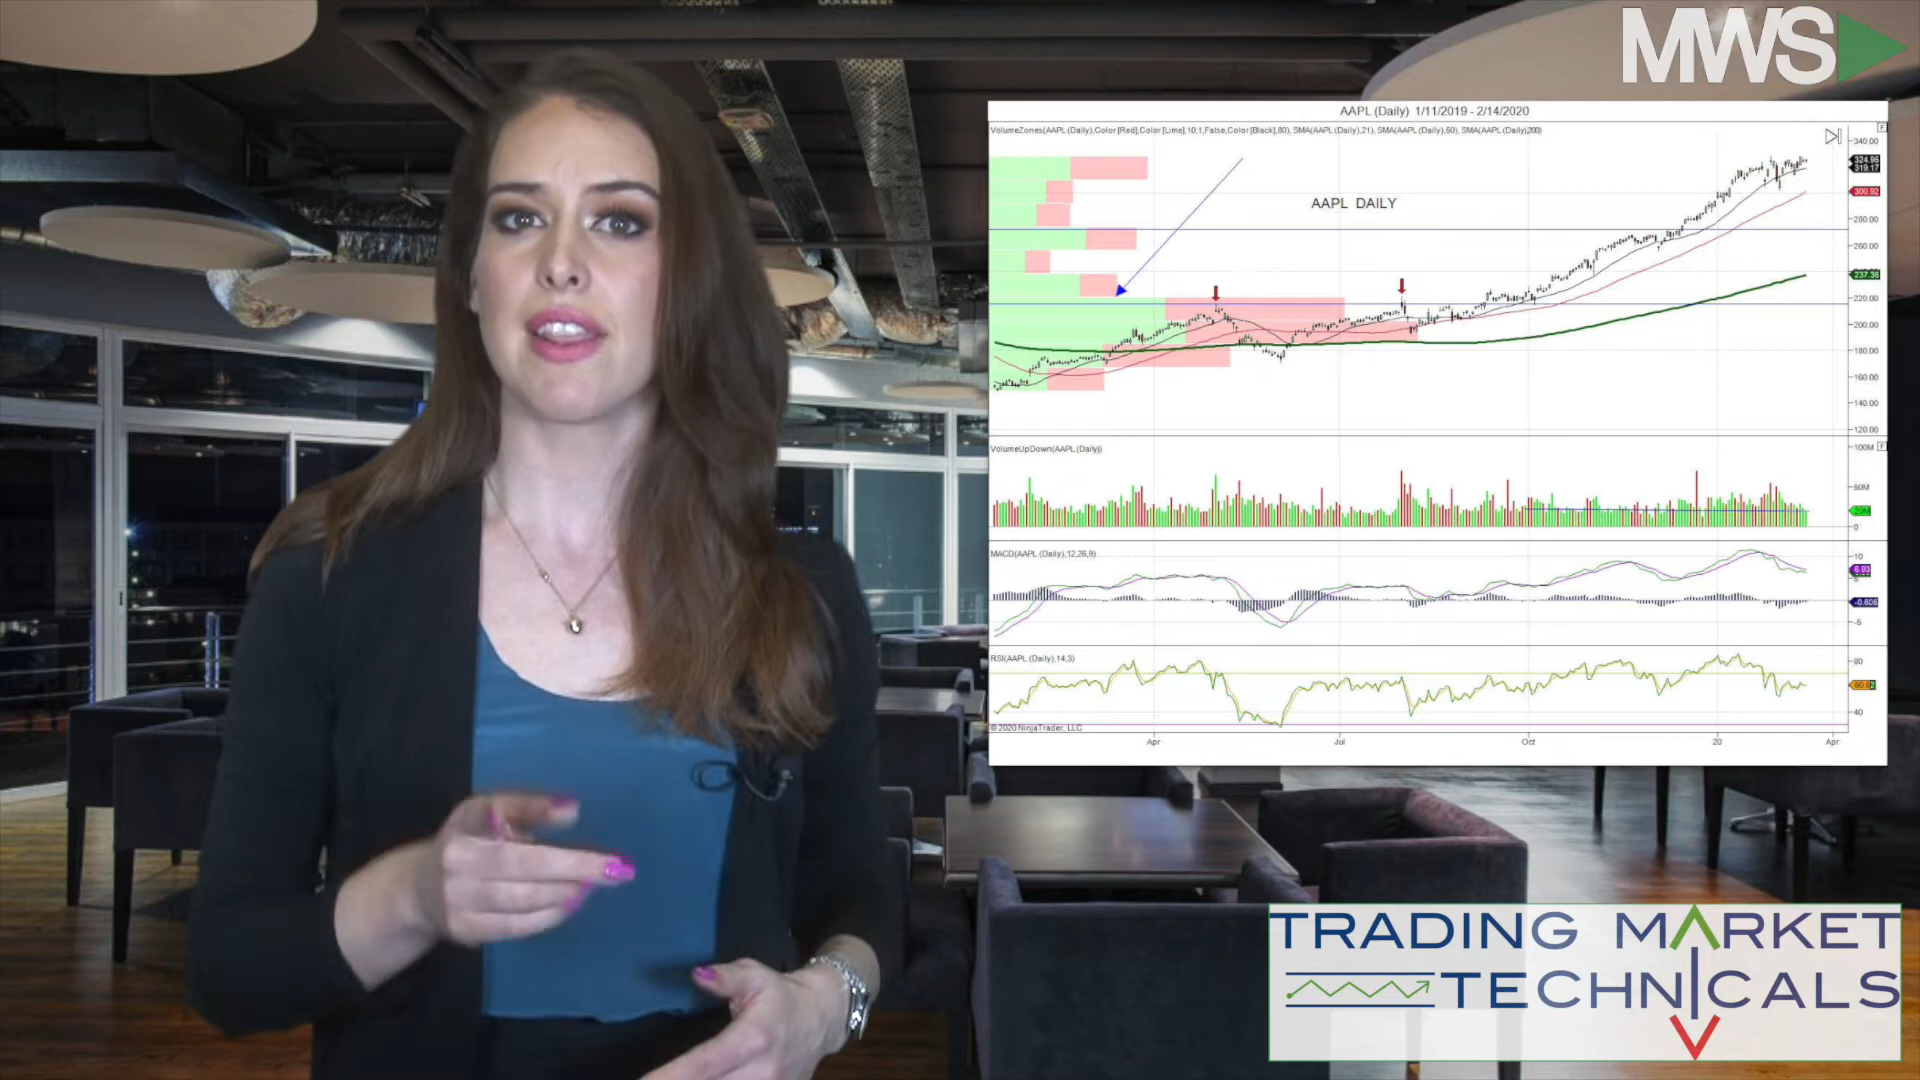 MWS
AAPL (Daily) 1/11/2019 - 2/14/2020
VolumeZones(AAPL (Daily),Color [Red],Color [Lime],10.1,False,Color [Black],80), SMA(AAPL (Daily),21), SMA(AAPL (Daily),50), SMA(AAPL (Daily),200)
F
340.00
324.95
319.17
AAPL DAILY
300.92
280.00
260.00
237.36
220.00
200.00
180.00
160.00
140.00
120.00
VolumeUpDown(AAPL (Daily))
100M
F
50M
0
MACD(AAPL (Daily),12,26,9)
10
6.93
-0.606
-5
RSI(AAPL (Daily),14,3)
80
40
© 2020 NinjaTrader, LLC
Apr
Jul
Oct
20
Apr
TRADING MARKET
TECHNICALS